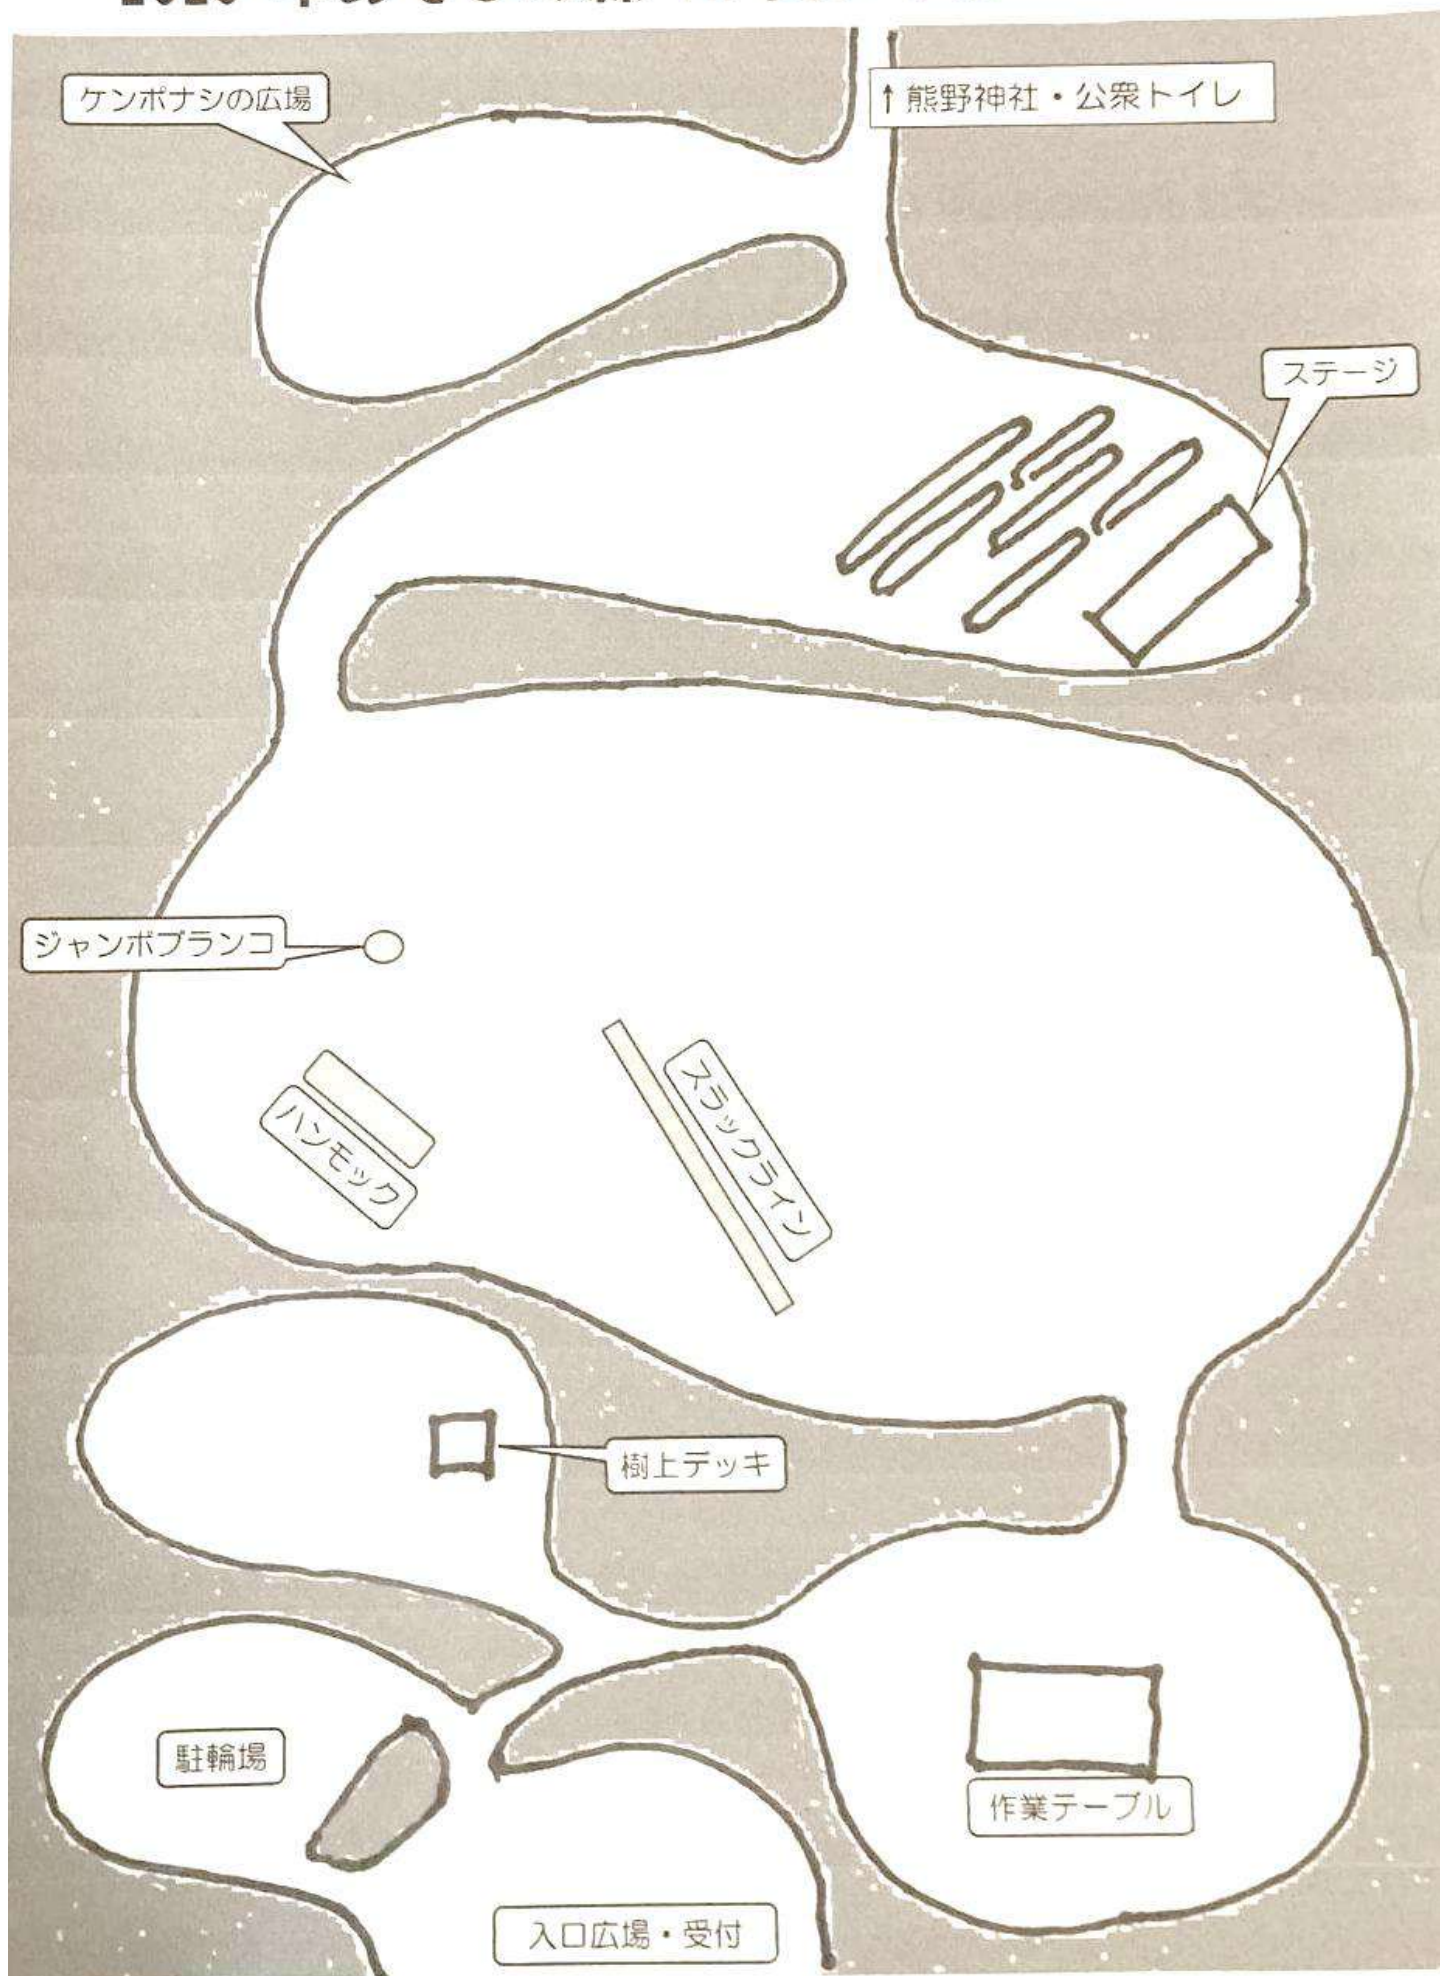 ケンポナシの広場
↑熊野神社・公衆トイレ
ステージ
ジャンボブランコ
ハンモック
スラックライン
樹上デッキ
駐輪場
作業テーブル
入口広場・受付